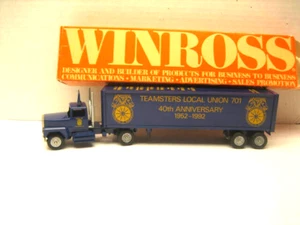 WINROSS
DESIGNER AND BUILDER OF PRODUCTS FOR BUSINESS TO BUSINESS
COMMUNICATIONS - MARKETING - ADVERTISING - SALES PROMOTION
TEAMSTERS LOCAL UNION 701
40th ANNIVERSARY
1952-1992